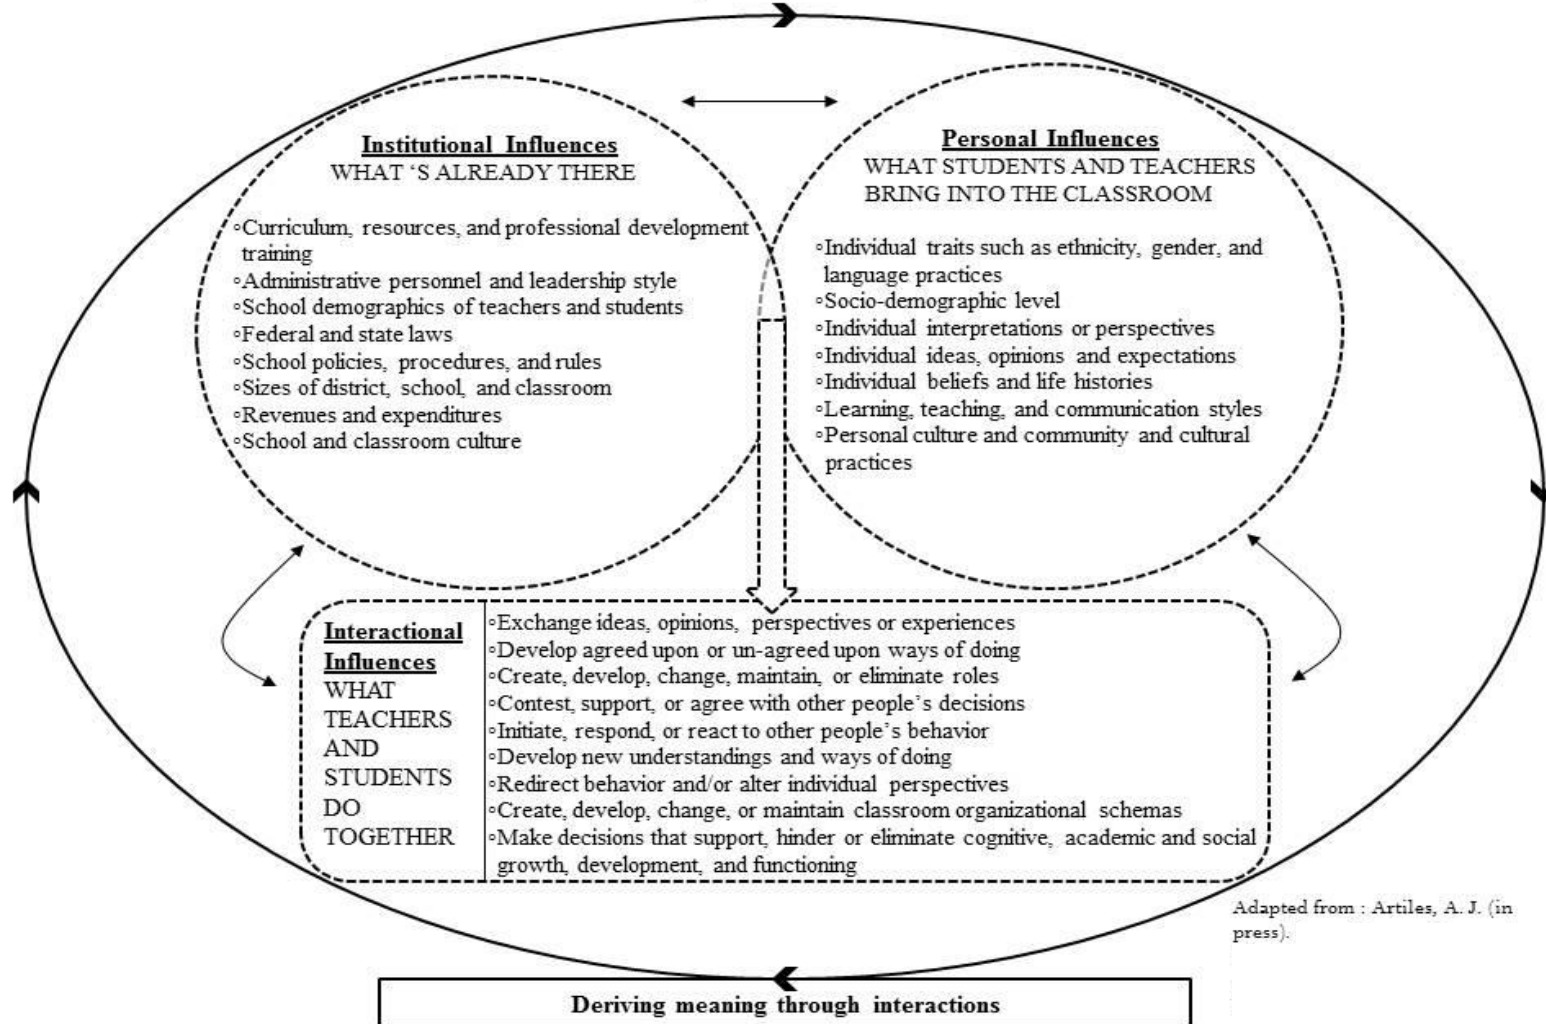 Institutional Influences
WHAT ‘S ALREADY THERE
◦Curriculum, resources, and professional development
training
◦Administrative personnel and leadership style
◦School demographics of teachers and students
◦Federal and state laws
◦School policies, procedures, and rules
◦Sizes of district, school, and classroom
◦Revenues and expenditures
◦School and classroom culture
Personal Influences
WHAT STUDENTS AND TEACHERS
BRING INTO THE CLASSROOM
◦Individual traits such as ethnicity, gender, and
language practices
◦Socio-demographic level
◦Individual interpretations or perspectives
◦Individual ideas, opinions and expectations
◦Individual beliefs and life histories
◦Learning, teaching, and communication styles
◦Personal culture and community and cultural
practices
Interactional
Influences
WHAT
TEACHERS
AND
STUDENTS
DO
TOGETHER
◦Exchange ideas, opinions, perspectives or experiences
◦Develop agreed upon or un-agreed upon ways of doing
◦Create, develop, change, maintain, or eliminate roles
◦Contest, support, or agree with other people’s decisions
◦Initiate, respond, or react to other people’s behavior
◦Develop new understandings and ways of doing
◦Redirect behavior and/or alter individual perspectives
◦Create, develop, change, or maintain classroom organizational schemas
◦Make decisions that support, hinder or eliminate cognitive, academic and social
growth, development, and functioning
Adapted from : Artiles, A. J. (in
press).
Deriving meaning through interactions